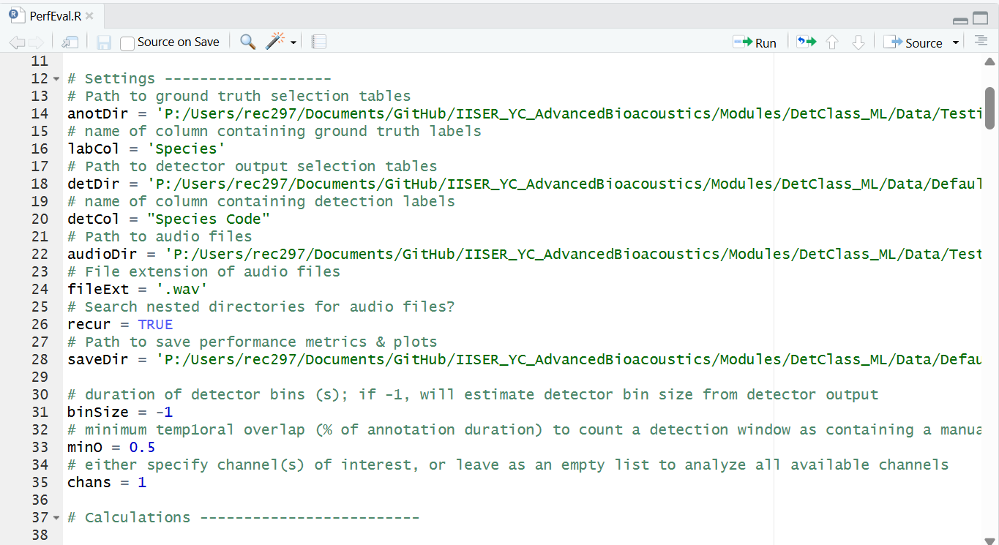 PerfEval.R
Source on Save Run Source
11
12 # Settings -------------------
13 # Path to ground truth selection tables
14 anotDir = 'P:/Users/rec297/Documents/GitHub/IISER_YC_AdvancedBioacoustics/Modules/DetClass_ML/Data/Testi
15 # name of column containing ground truth labels
16 labCol = 'Species'
17 # Path to detector output selection tables
18 detDir = 'P:/Users/rec297/Documents/GitHub/IISER_YC_AdvancedBioacoustics/Modules/DetClass_ML/Data/Defaul
19 # name of column containing detection labels
20 detCol = "Species Code"
21 # Path to audio files
22 audioDir = 'P:/Users/rec297/Documents/GitHub/IISER_YC_AdvancedBioacoustics/Modules/DetClass_ML/Data/Test
23 # File extension of audio files
24 fileExt = '.wav'
25 # Search nested directories for audio files?
26 recur = TRUE
27 # Path to save performance metrics & plots
28 saveDir = 'P:/Users/rec297/Documents/GitHub/IISER_YC_AdvancedBioacoustics/Modules/DetClass_ML/Data/Defau
29
30 # duration of detector bins (s); if -1, will estimate detector bin size from detector output
31 binSize = -1
32 # minimum temp1oral overlap (% of annotation duration) to count a detection window as containing a manua
33 minO = 0.5
34 # either specify channel(s) of interest, or leave as an empty list to analyze all available channels
35 chans = 1
36
37 # Calculations -------------------------
38